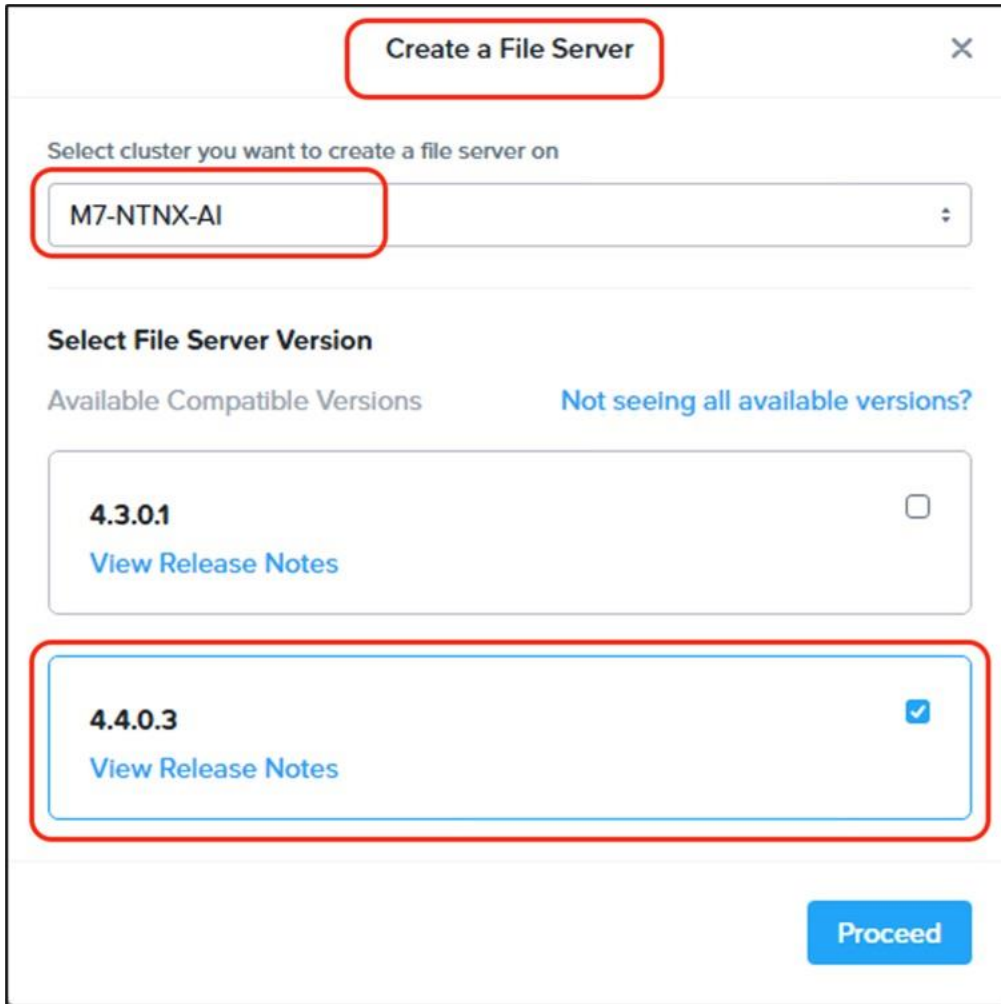 Create a File Server
Select cluster you want to create a file server on
M7-NTNX-AI
Select File Server Version
Available Compatible Versions Not seeing all available versions?
4.3.0.1
View Release Notes
4.4.0.3
View Release Notes
Proceed